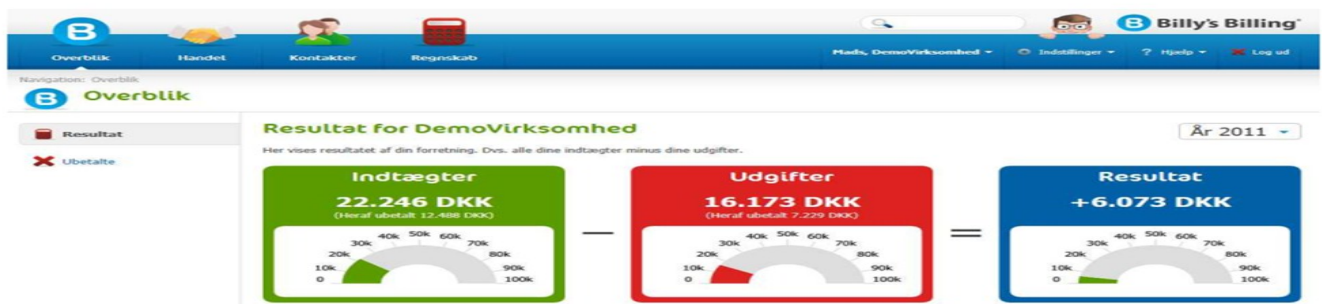 B Billy's Billing
Overblik Handel Kontakter Regnskab Mads, DemoVirksomhed Indstillinger ? Hjælp Log ud
Navigation: Overblik
B Overblik
Resultat
Ubetalte
Resultat for DemoVirksomhed
År 2011
Her vises resultatet af din forretning. Dvs. alle dine indtægter minus dine udgifter.
Indtægter
22.246 DKK
(Heraf ubetalt 12.488 DKK)
0 10k 20k 30k 40k 50k 60k 70k 80k 90k 100k
—
Udgifter
16.173 DKK
(Heraf ubetalt 7.229 DKK)
0 10k 20k 30k 40k 50k 60k 70k 80k 90k 100k
=
Resultat
+6.073 DKK
0 10k 20k 30k 40k 50k 60k 70k 80k 90k 100k